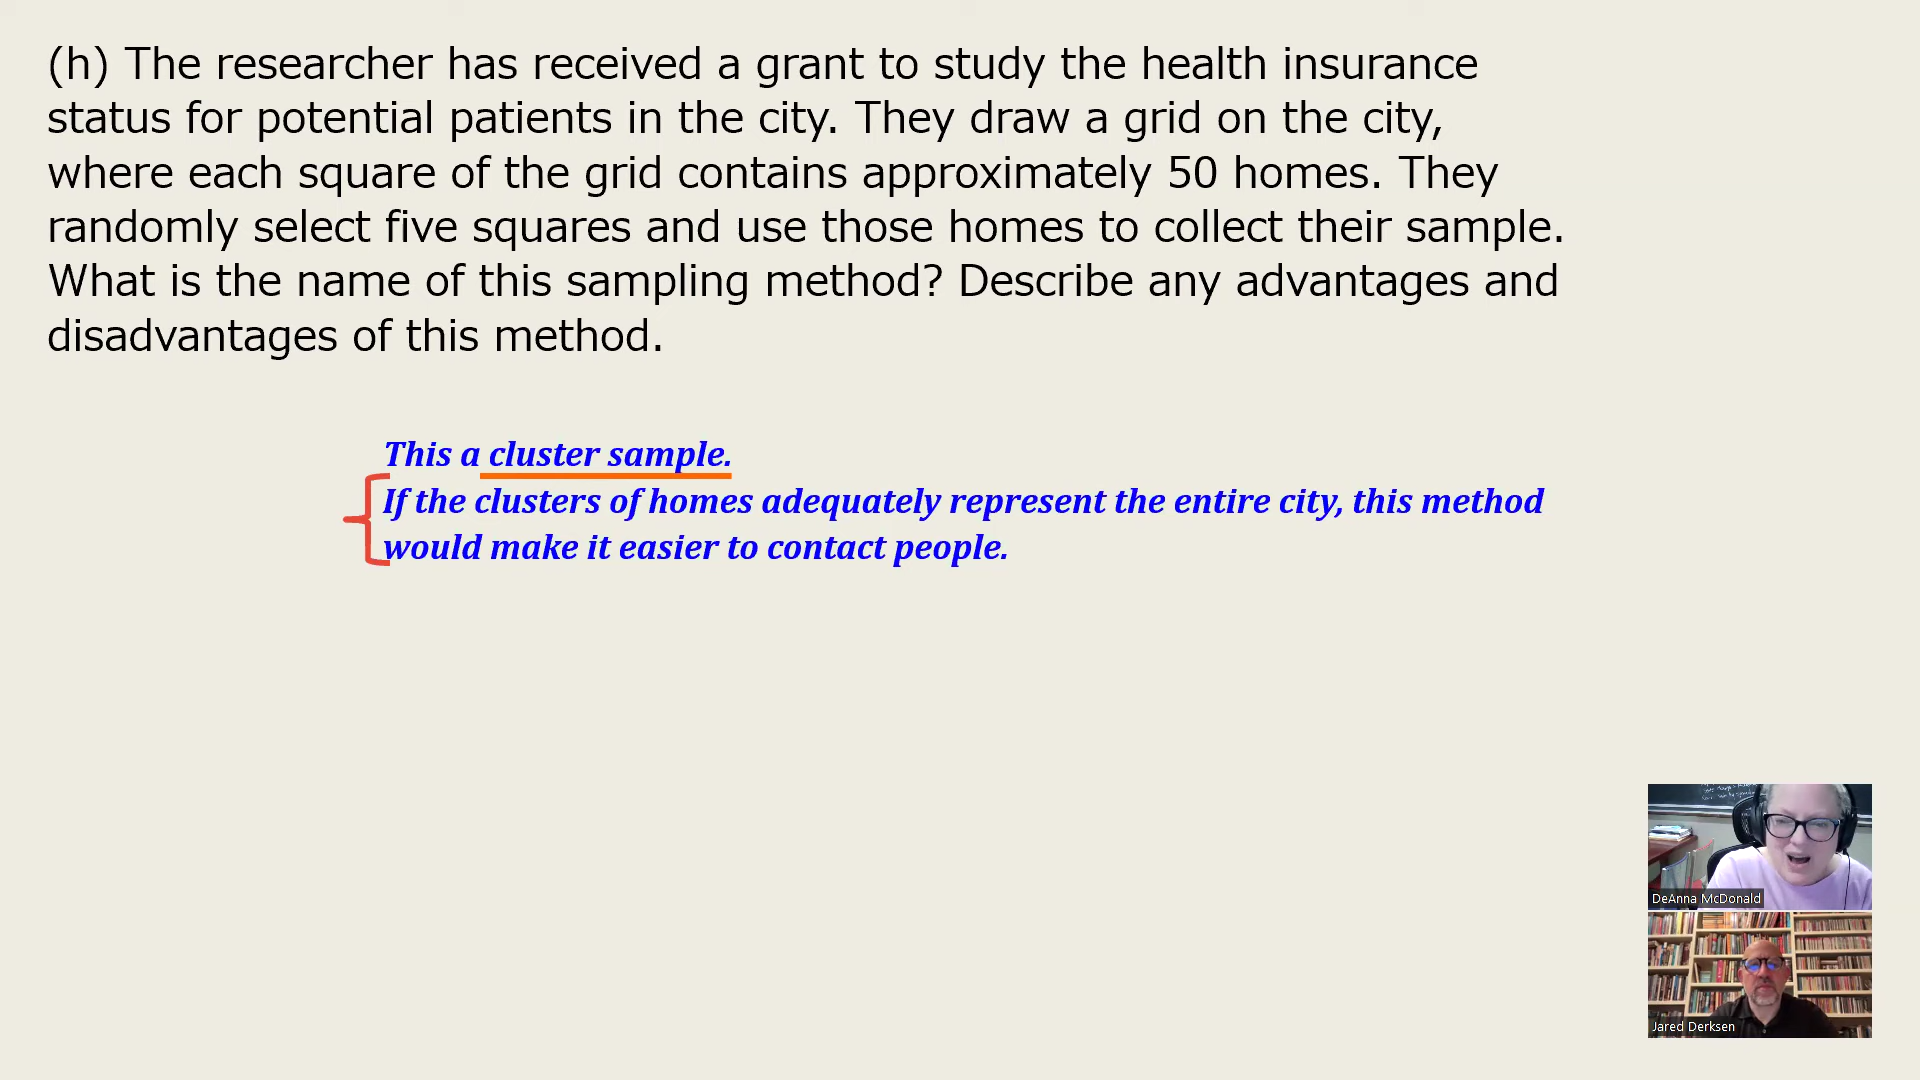 (h) The researcher has received a grant to study the health insurance
status for potential patients in the city. They draw a grid on the city,
where each square of the grid contains approximately 50 homes. They
randomly select five squares and use those homes to collect their sample.
What is the name of this sampling method? Describe any advantages and
disadvantages of this method.
This a cluster sample.
If the clusters of homes adequately represent the entire city, this method
would make it easier to contact people.
DeAnna McDonald
Jared Derksen